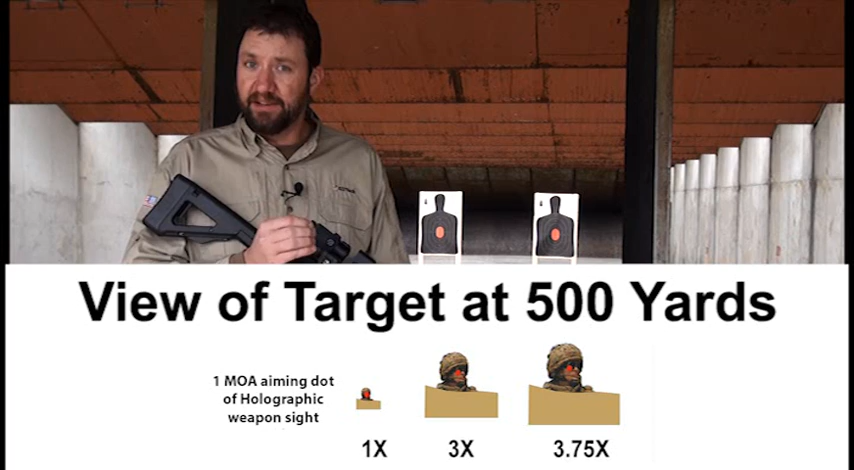 View of Target at 500 Yards
1 MOA aiming dot
of Holographic
weapon sight
1X
3X
3.75X